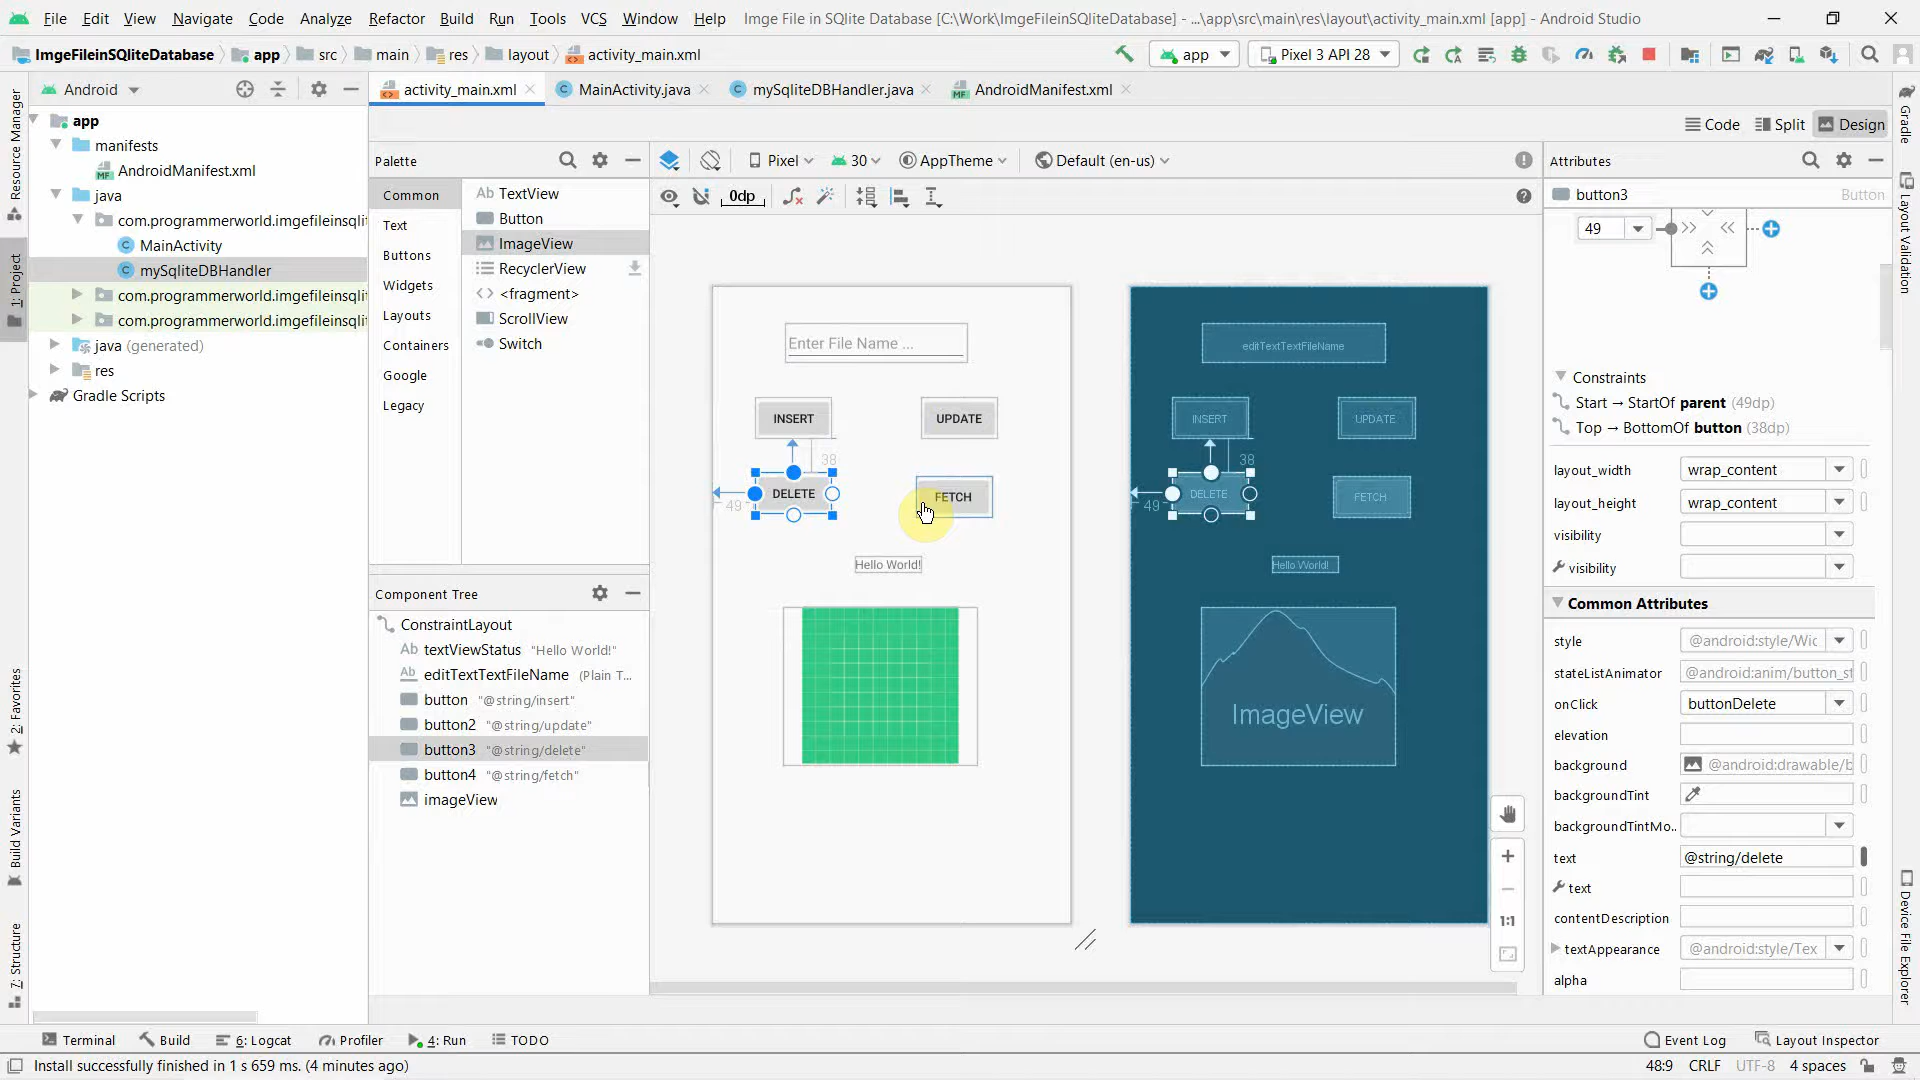 File Edit View Navigate Code Analyze Refactor Build Run Tools VCS Window Help Imge File in SQlite Database [C:\Work\ImgeFileinSQliteDatabase] - ...\app\src\main\res\layout\activity_main.xml [app] - Android Studio
ImgeFileinSQliteDatabase app src main res layout activity_main.xml app Pixel 3 API 28
Android
activity_main.xml MainActivity.java mySqliteDBHandler.java AndroidManifest.xml
Code Split Design
Resource Manager
1: Project
2: Favorites
Build Variants
7: Structure
app
manifests
AndroidManifest.xml
java
com.programmerworld.imgefileinsqlit
MainActivity
mySqliteDBHandler
com.programmerworld.imgefileinsqlit
com.programmerworld.imgefileinsqlit
java (generated)
res
Gradle Scripts
Palette
Common
Text
Buttons
Widgets
Layouts
Containers
Google
Legacy
Ab TextView
Button
ImageView
RecyclerView
<fragment>
ScrollView
Switch
Component Tree
ConstraintLayout
Ab textViewStatus "Hello World!"
Ab editTextTextFileName (Plain T...
button "@string/insert"
button2 "@string/update"
button3 "@string/delete"
button4 "@string/fetch"
imageView
Pixel 30 AppTheme Default (en-us)
0dp
Enter File Name ...
INSERT UPDATE
38
DELETE FETCH
49
Hello World!
editTextTextFileName
INSERT UPDATE
38
DELETE FETCH
49
Hello World!
ImageView
1:1
Attributes
button3 Button
49
Constraints
Start → StartOf parent (49dp)
Top → BottomOf button (38dp)
layout_width wrap_content
layout_height wrap_content
visibility
visibility
Common Attributes
style @android:style/Wic
stateListAnimator @android:anim/button_st
onClick buttonDelete
elevation
background @android:drawable/b
backgroundTint
backgroundTintMo..
text @string/delete
text
contentDescription
textAppearance @android:style/Tex
alpha
Gradle
Layout Validation
Device File Explorer
Terminal Build 6: Logcat Profiler 4: Run TODO Event Log Layout Inspector
Install successfully finished in 1 s 659 ms. (4 minutes ago) 48:9 CRLF UTF-8 4 spaces